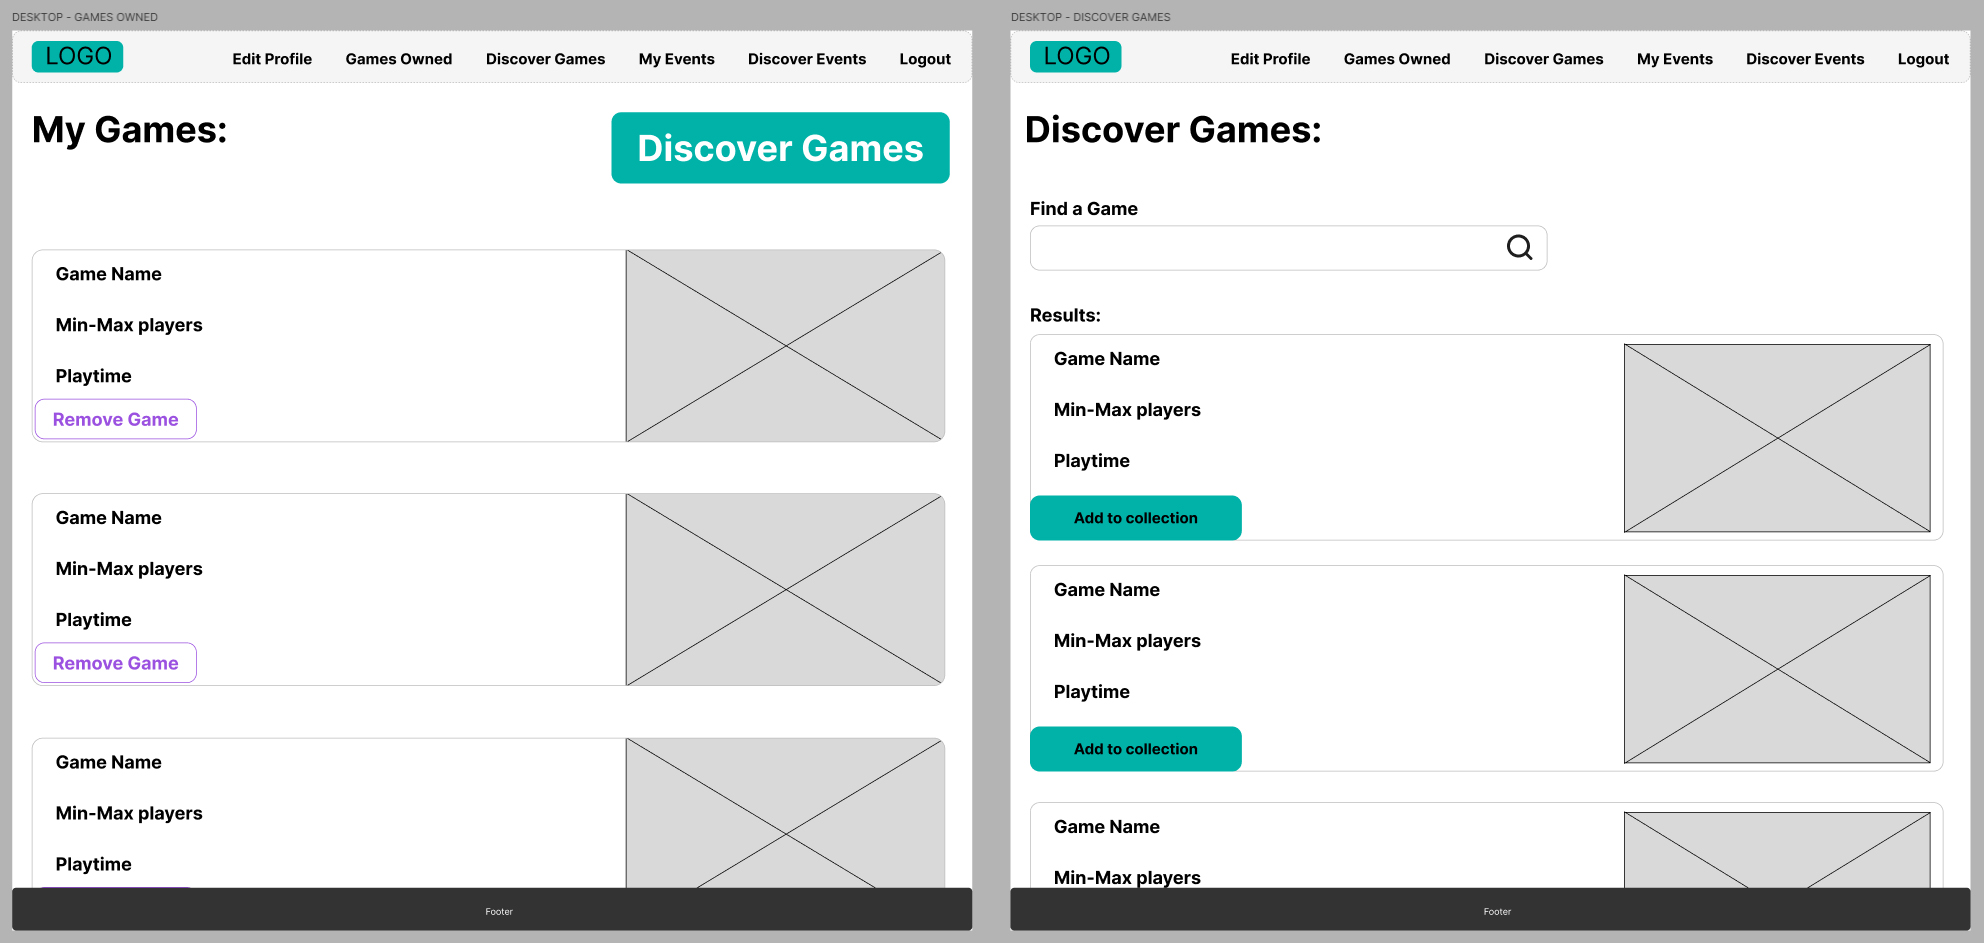 DESKTOP - GAMES OWNED
LOGO
Edit Profile Games Owned Discover Games My Events Discover Events Logout
My Games:
Discover Games
Game Name
Min-Max players
Playtime
Remove Game
Game Name
Min-Max players
Playtime
Remove Game
Game Name
Min-Max players
Playtime
Footer
DESKTOP - DISCOVER GAMES
LOGO
Edit Profile Games Owned Discover Games My Events Discover Events Logout
Discover Games:
Find a Game
Results:
Game Name
Min-Max players
Playtime
Add to collection
Game Name
Min-Max players
Playtime
Add to collection
Game Name
Min-Max players
Footer